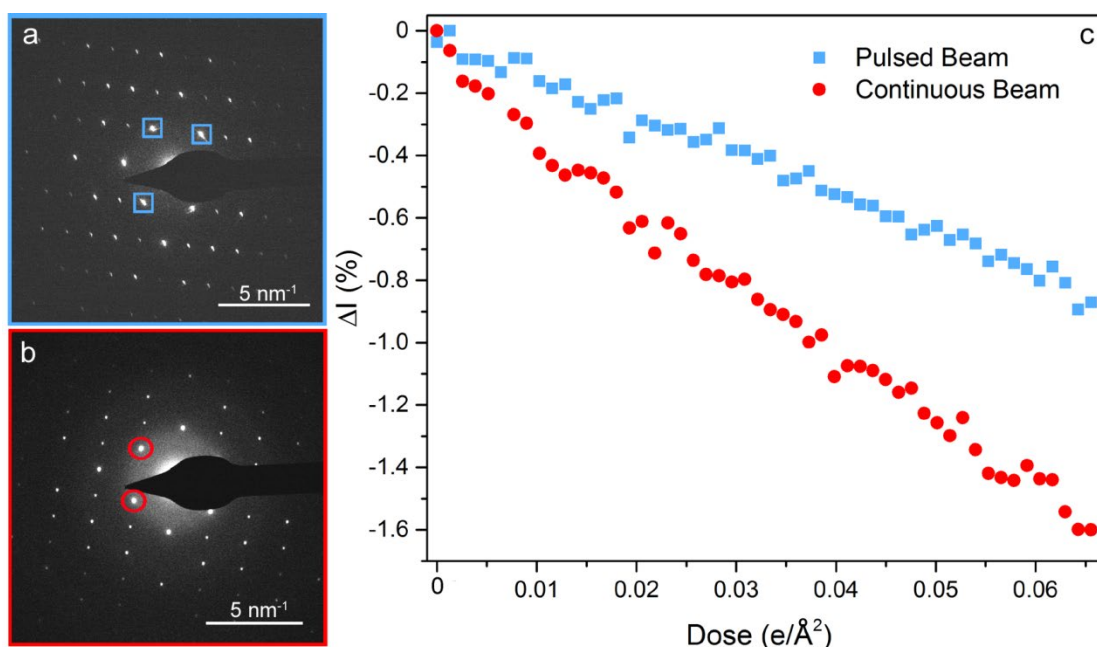 a
5 nm⁻¹
b
5 nm⁻¹
c
Pulsed Beam
Continuous Beam
0
-0.2
-0.4
-0.6
-0.8
-1.0
-1.2
-1.4
-1.6
ΔI (%)
0 0.01 0.02 0.03 0.04 0.05 0.06
Dose (e/Å²)